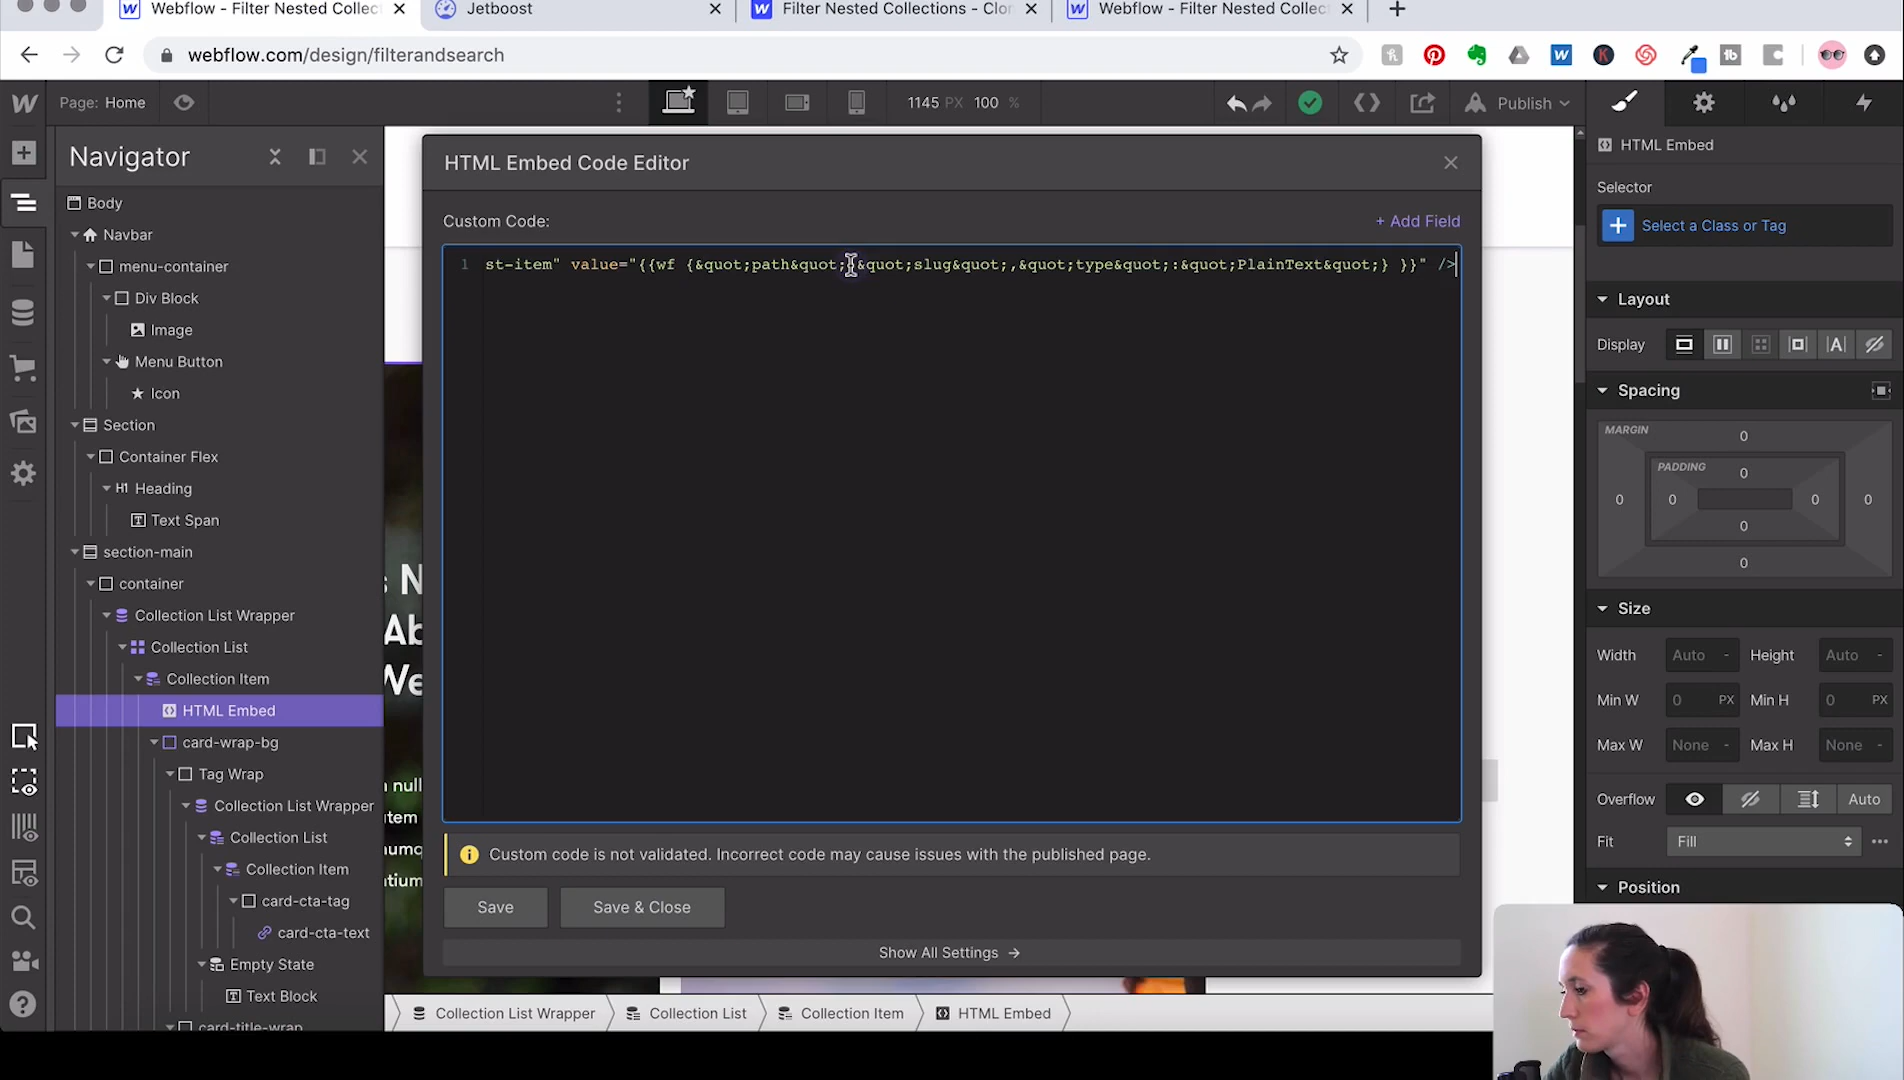 Webflow - Filter Nested Collect
Jetboost
Filter Nested Collections - Clon
Webflow - Filter Nested Collect
webflow.com/design/filterandsearch
Page: Home
1145 PX 100 %
Publish
Navigator
Body
Navbar
menu-container
Div Block
Image
Menu Button
Icon
Section
Container Flex
H1 Heading
Text Span
section-main
container
Collection List Wrapper
Collection List
Collection Item
HTML Embed
card-wrap-bg
Tag Wrap
Collection List Wrapper
Collection List
Collection Item
card-cta-tag
card-cta-text
Empty State
Text Block
card-title-wrap
HTML Embed Code Editor
Custom Code:
+ Add Field
1 st-item" value="{{wf {&quot;path&quot;:&quot;slug&quot;,&quot;type&quot;:&quot;PlainText&quot;} }}" />
Custom code is not validated. Incorrect code may cause issues with the published page.
Save
Save & Close
Show All Settings →
Collection List Wrapper
Collection List
Collection Item
HTML Embed
HTML Embed
Selector
Select a Class or Tag
Layout
Display
Spacing
MARGIN
0
PADDING
0
0 0 0 0
0
0
Size
Width Auto - Height Auto -
Min W 0 PX Min H 0 PX
Max W None - Max H None -
Overflow Auto
Fit Fill
Position